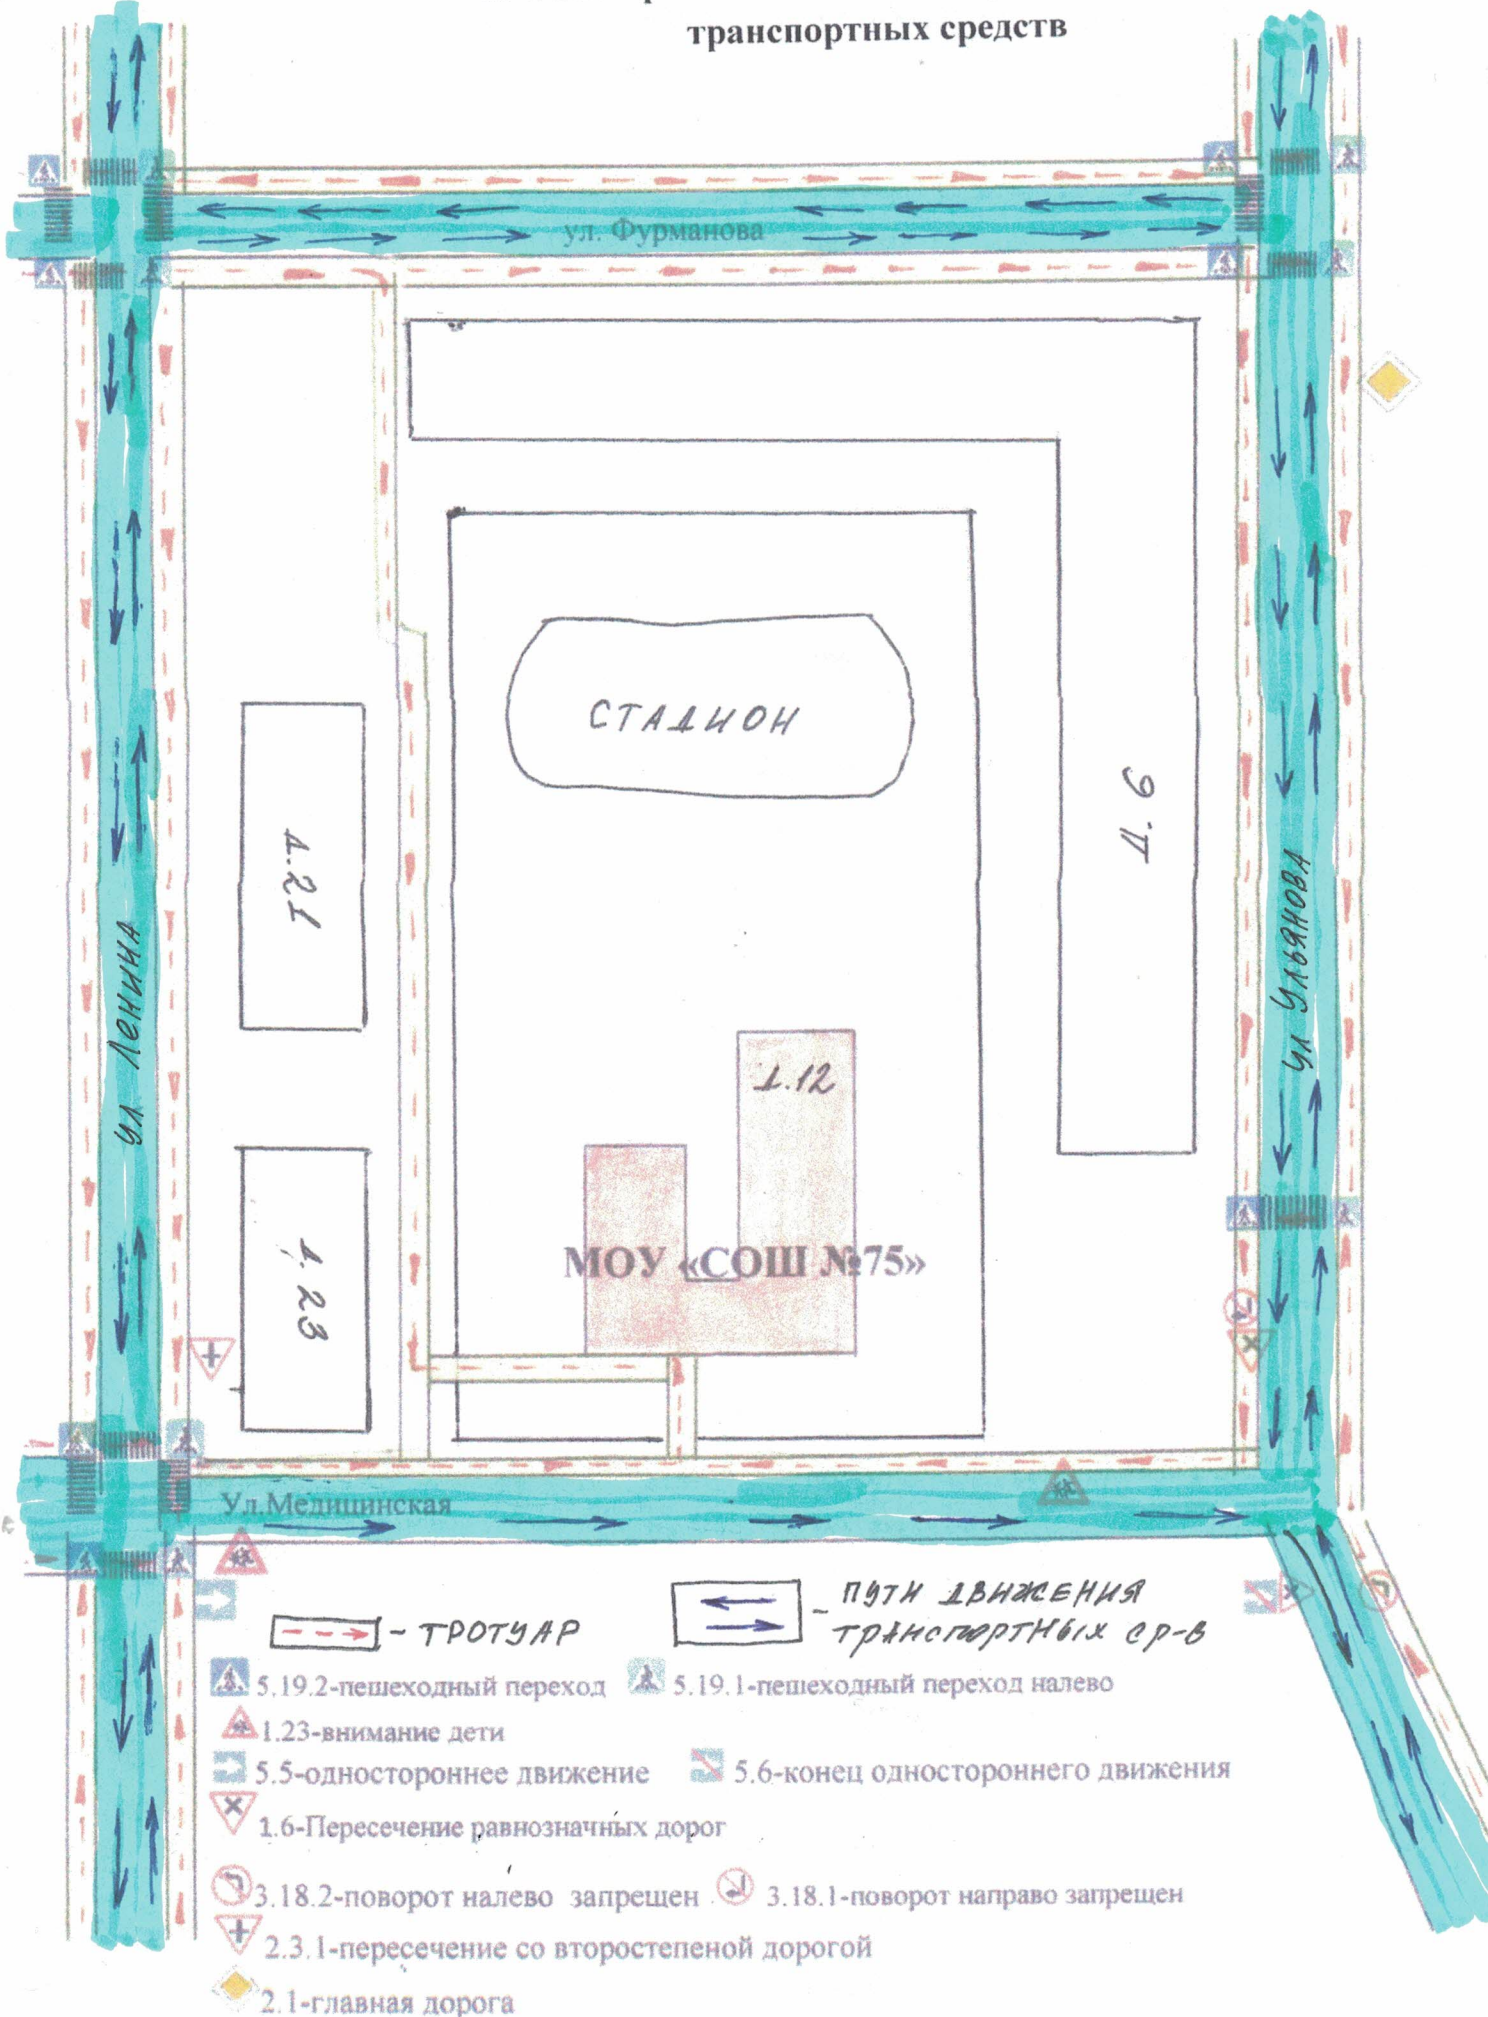 транспортных средств
ул. Фурманова
СТАДИОН
д. 9
д. 21
ул Ленина
ул Ульянова
д. 12
МОУ «СОШ №75»
д. 23
Ул.Медицинская
- ТРОТУАР
- ПУТИ ДВИЖЕНИЯ
ТРАНСПОРТНЫХ СР-В
5.19.2-пешеходный переход
5.19.1-пешеходный переход налево
1.23-внимание дети
5.5-одностороннее движение
5.6-конец одностороннего движения
1.6-Пересечение равнозначных дорог
3.18.2-поворот налево запрещен
3.18.1-поворот направо запрещен
2.3.1-пересечение со второстепеной дорогой
2.1-главная дорога